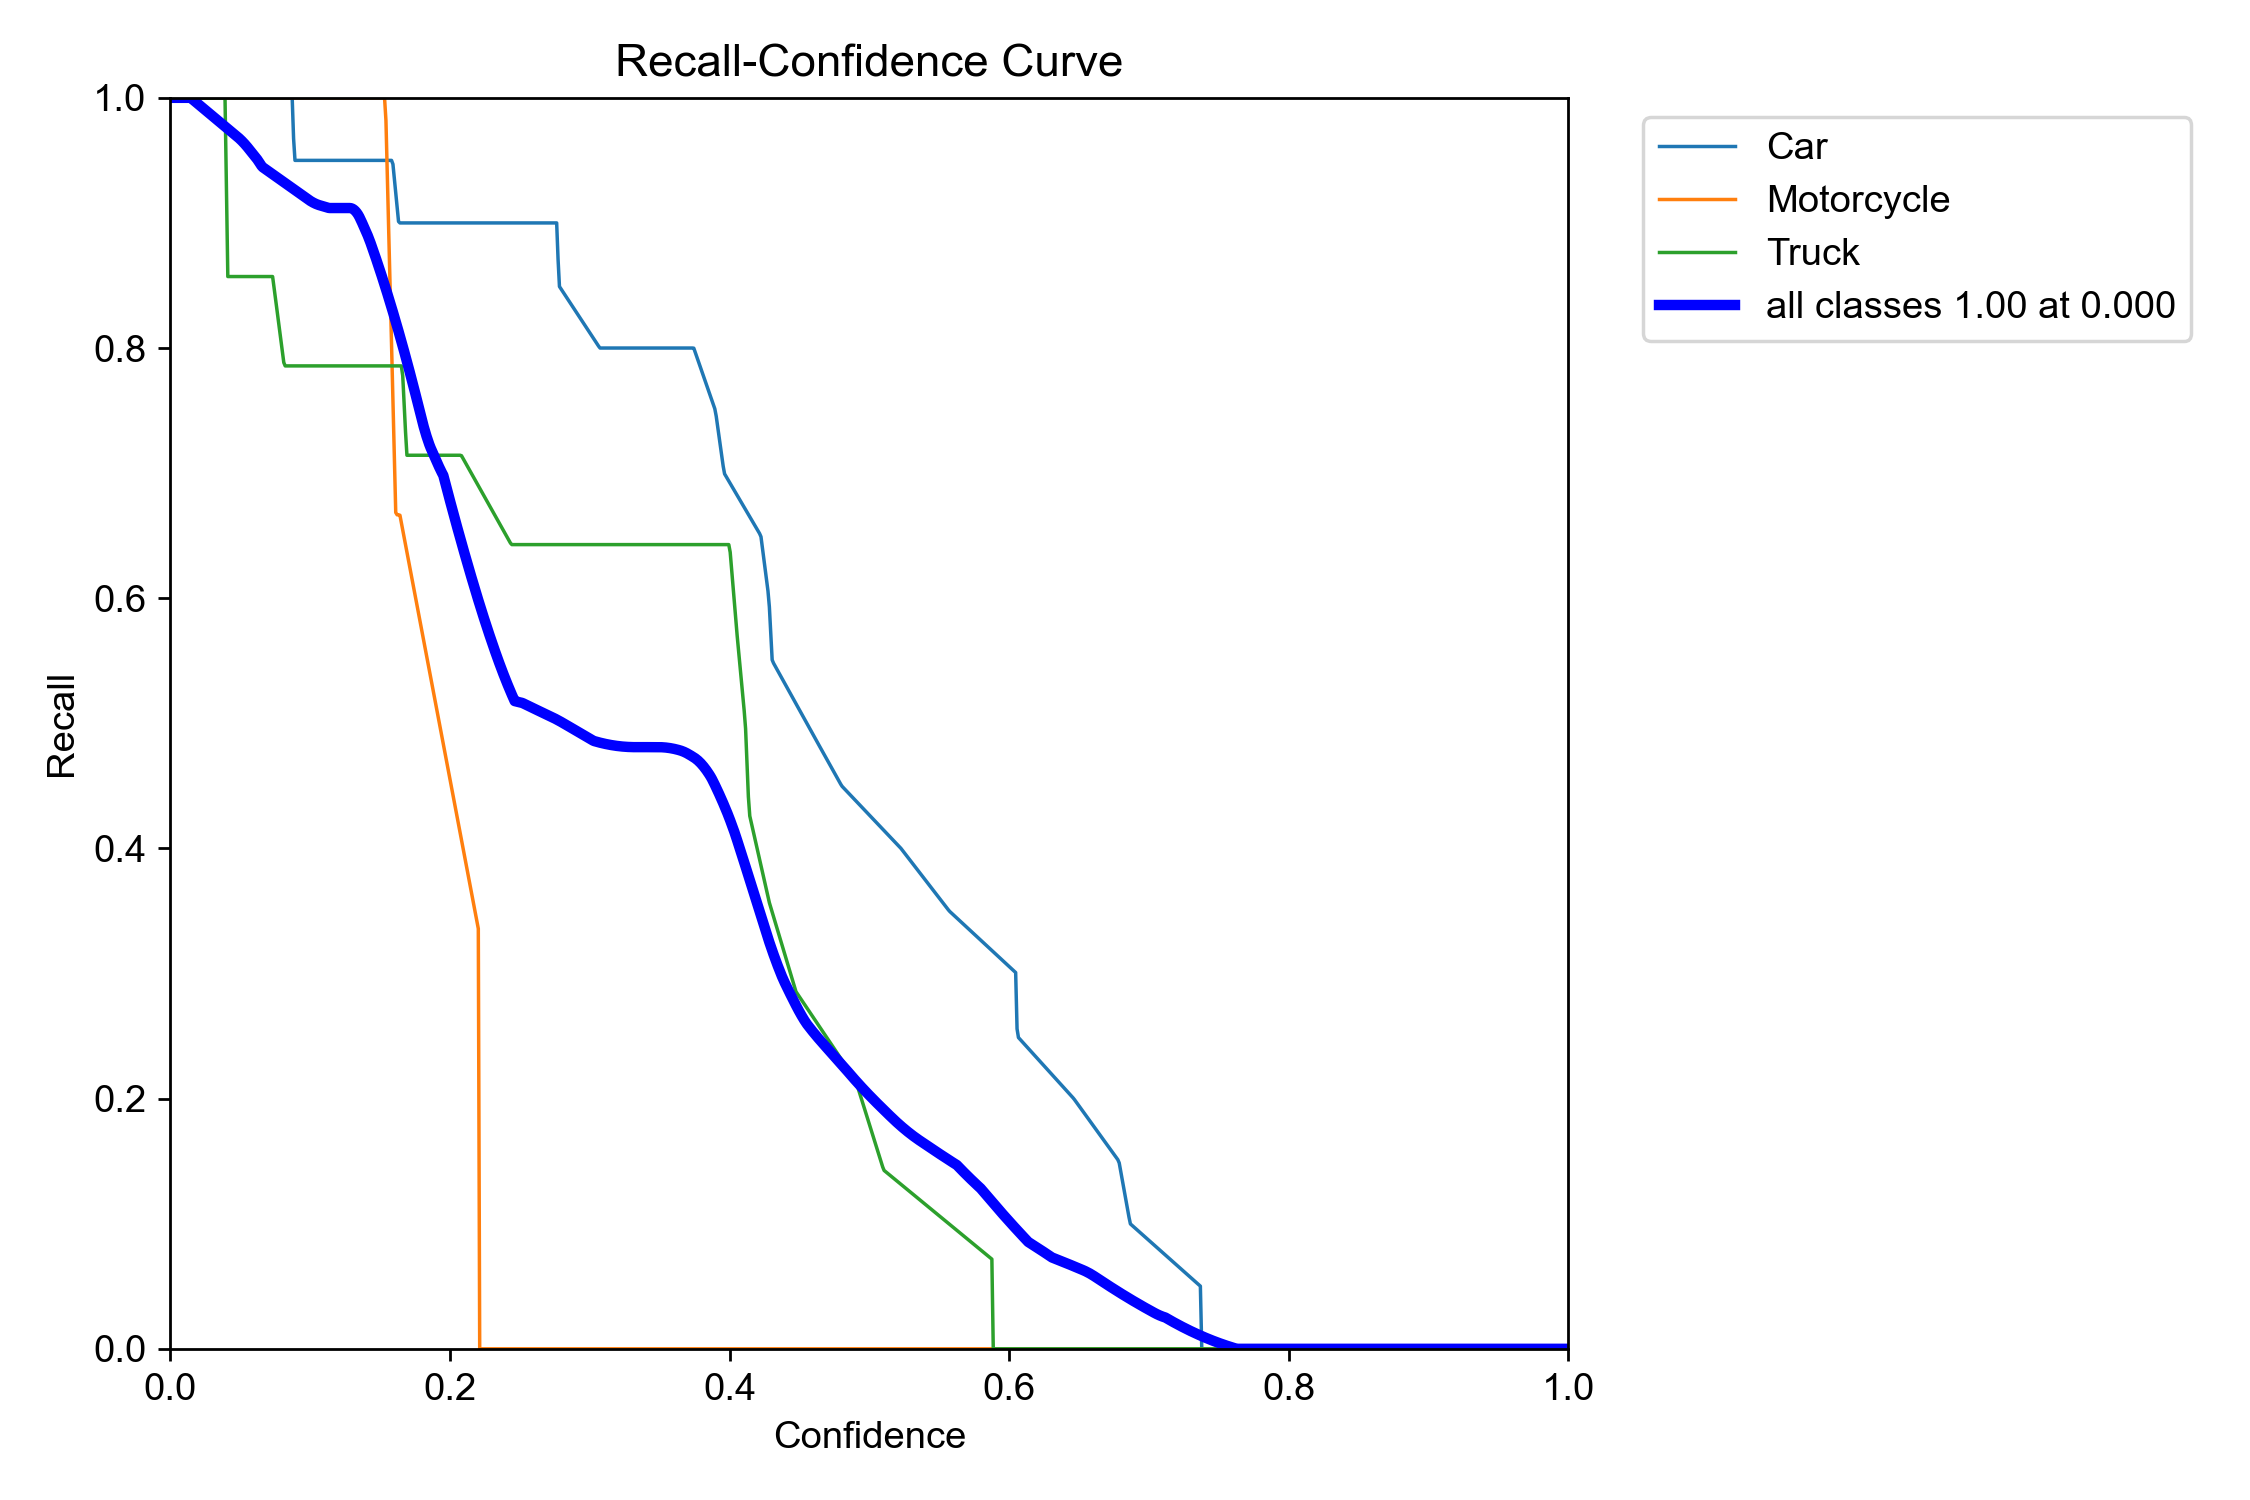 Recall-Confidence Curve
1.0
0.8
0.6
0.4
0.2
0.0
Recall
0.0 0.2 0.4 0.6 0.8 1.0
Confidence
Car
Motorcycle
Truck
all classes 1.00 at 0.000